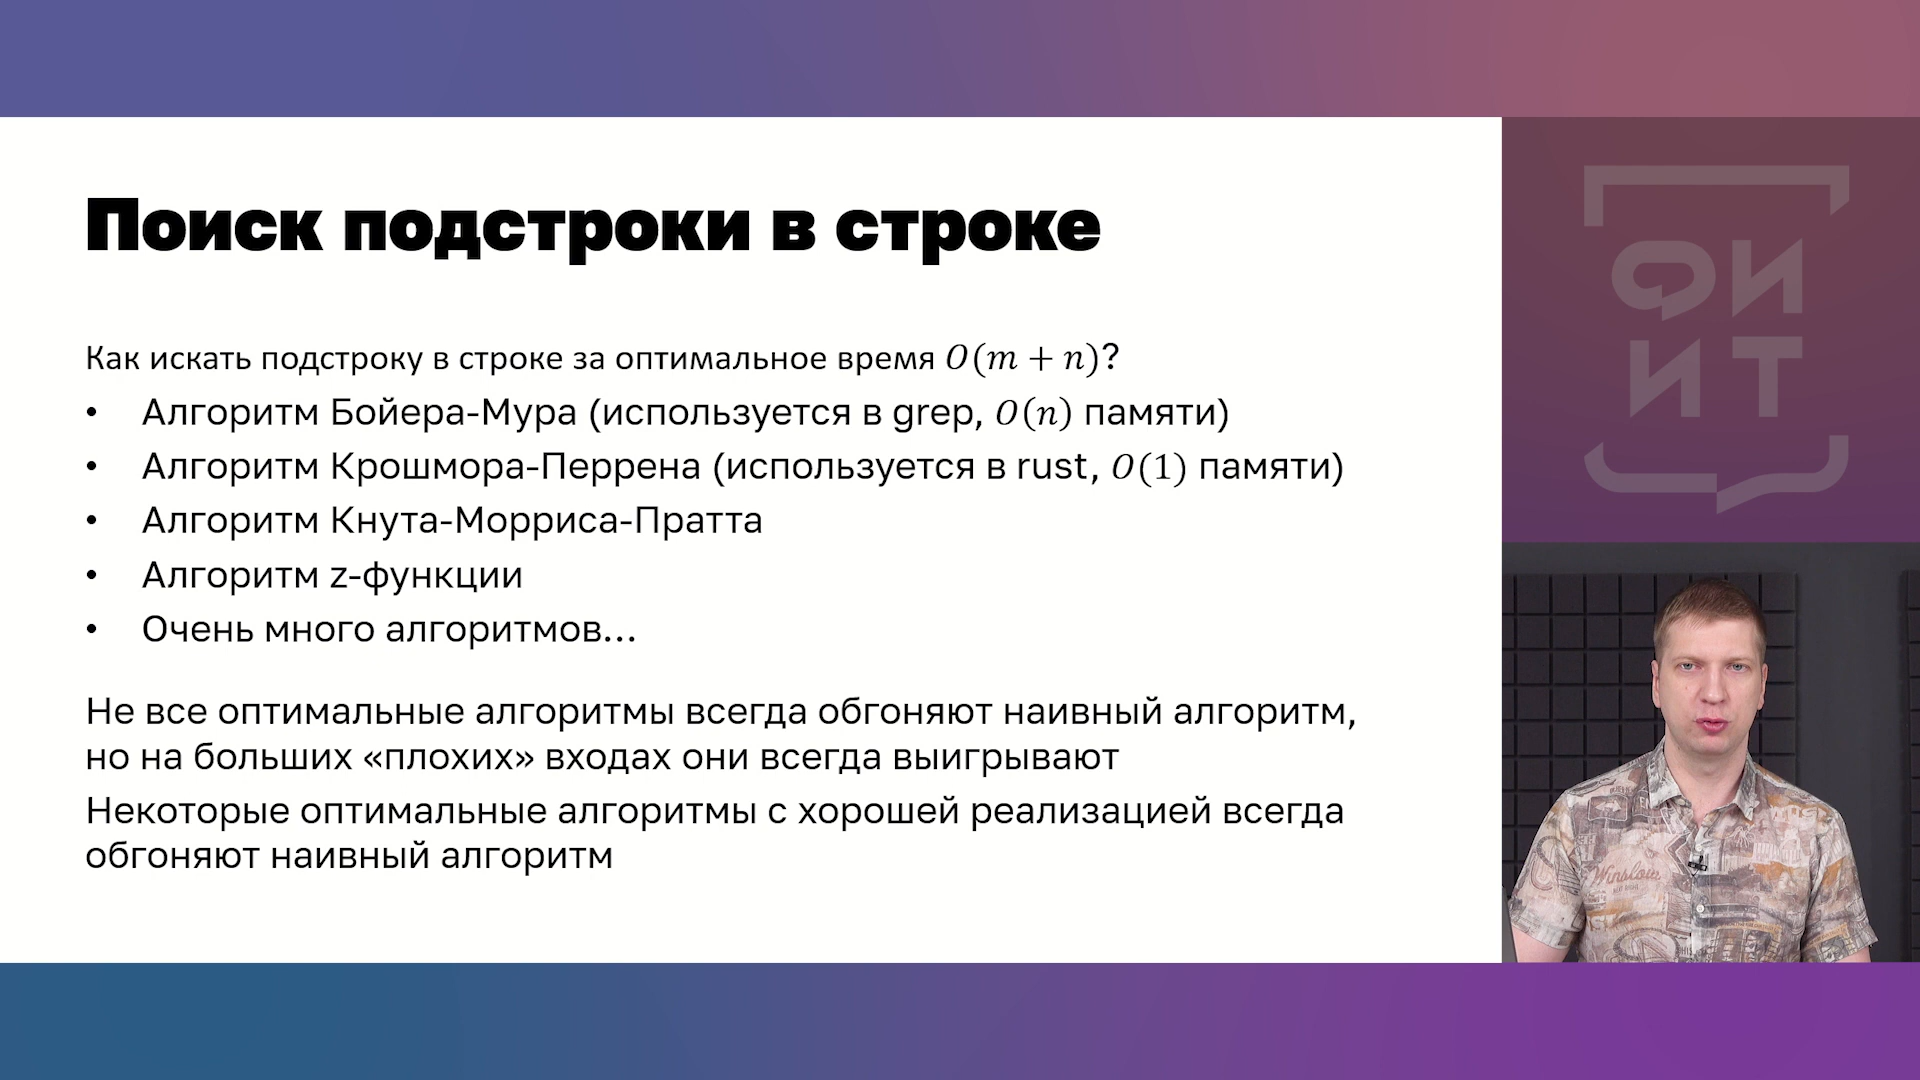 Поиск подстроки в строке
Как искать подстроку в строке за оптимальное время O(m + n)?
• Алгоритм Бойера-Мура (используется в grep, O(n) памяти)
• Алгоритм Крошмора-Перрена (используется в rust, O(1) памяти)
• Алгоритм Кнута-Морриса-Пратта
• Алгоритм z-функции
• Очень много алгоритмов...
Не все оптимальные алгоритмы всегда обгоняют наивный алгоритм,
но на больших «плохих» входах они всегда выигрывают
Некоторые оптимальные алгоритмы с хорошей реализацией всегда
обгоняют наивный алгоритм
ФИ
ИТ
Winslow